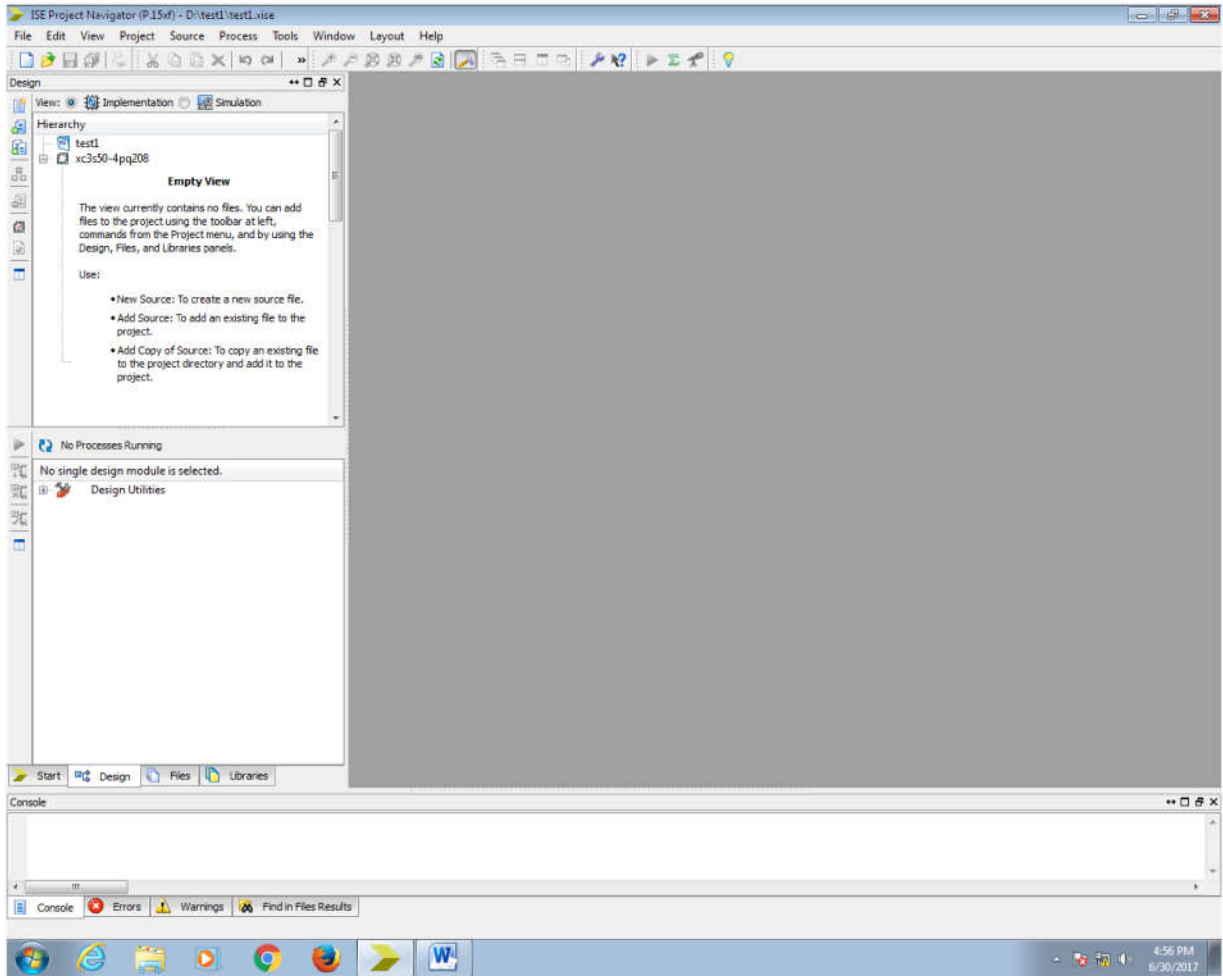 ISE Project Navigator (P.15xf) - D:\test1\test1.xise
File Edit View Project Source Process Tools Window Layout Help
Design
View: Implementation Simulation
Hierarchy
test1
xc3s50-4pq208
Empty View
The view currently contains no files. You can add
files to the project using the toolbar at left,
commands from the Project menu, and by using the
Design, Files, and Libraries panels.
Use:
• New Source: To create a new source file.
• Add Source: To add an existing file to the
project.
• Add Copy of Source: To copy an existing file
to the project directory and add it to the
project.
No Processes Running
No single design module is selected.
Design Utilities
Start Design Files Libraries
Console
Console Errors Warnings Find in Files Results
4:56 PM
6/30/2017